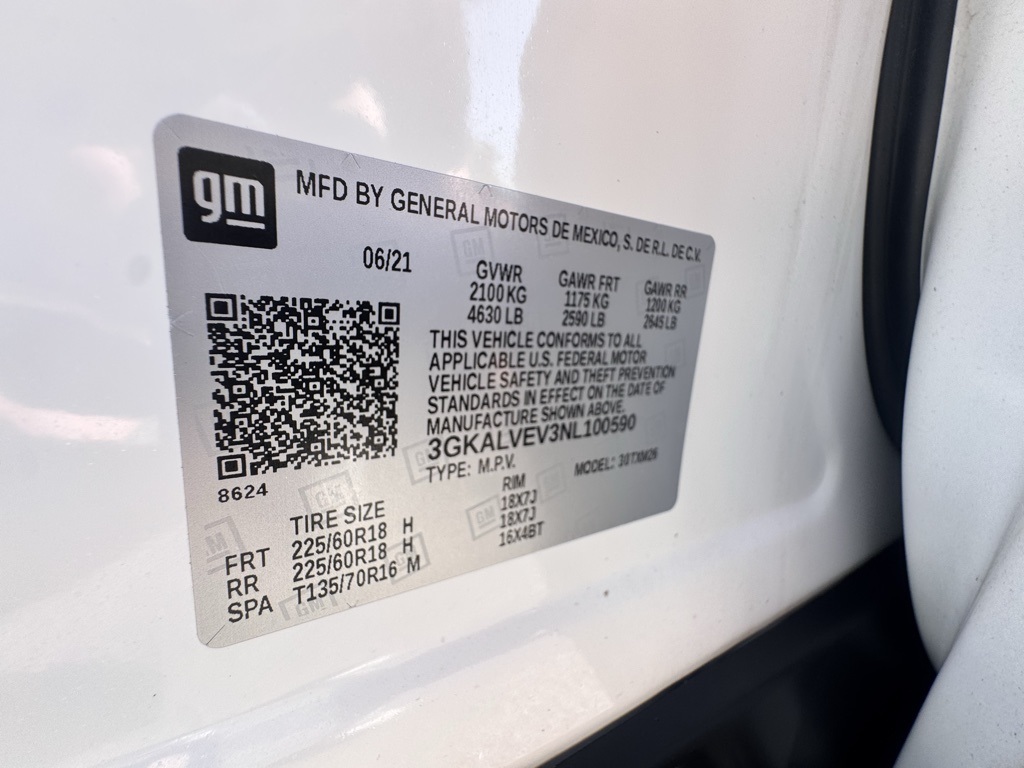 gm
MFD BY GENERAL MOTORS DE MEXICO, S. DE R.L. DE C.V.
06/21
GVWR GAWR FRT GAWR RR
2100 KG 1175 KG 1200 KG
4630 LB 2590 LB 2645 LB
THIS VEHICLE CONFORMS TO ALL
APPLICABLE U.S. FEDERAL MOTOR
VEHICLE SAFETY AND THEFT PREVENTION
STANDARDS IN EFFECT ON THE DATE OF
MANUFACTURE SHOWN ABOVE.
3GKALVEV3NL100590
TYPE: M.P.V. MODEL:
8624
TIRE SIZE RIM
FRT 225/60R18 H 18X7J
RR 225/60R18 H 18X7J
SPA T135/70R16 M 16X4BT